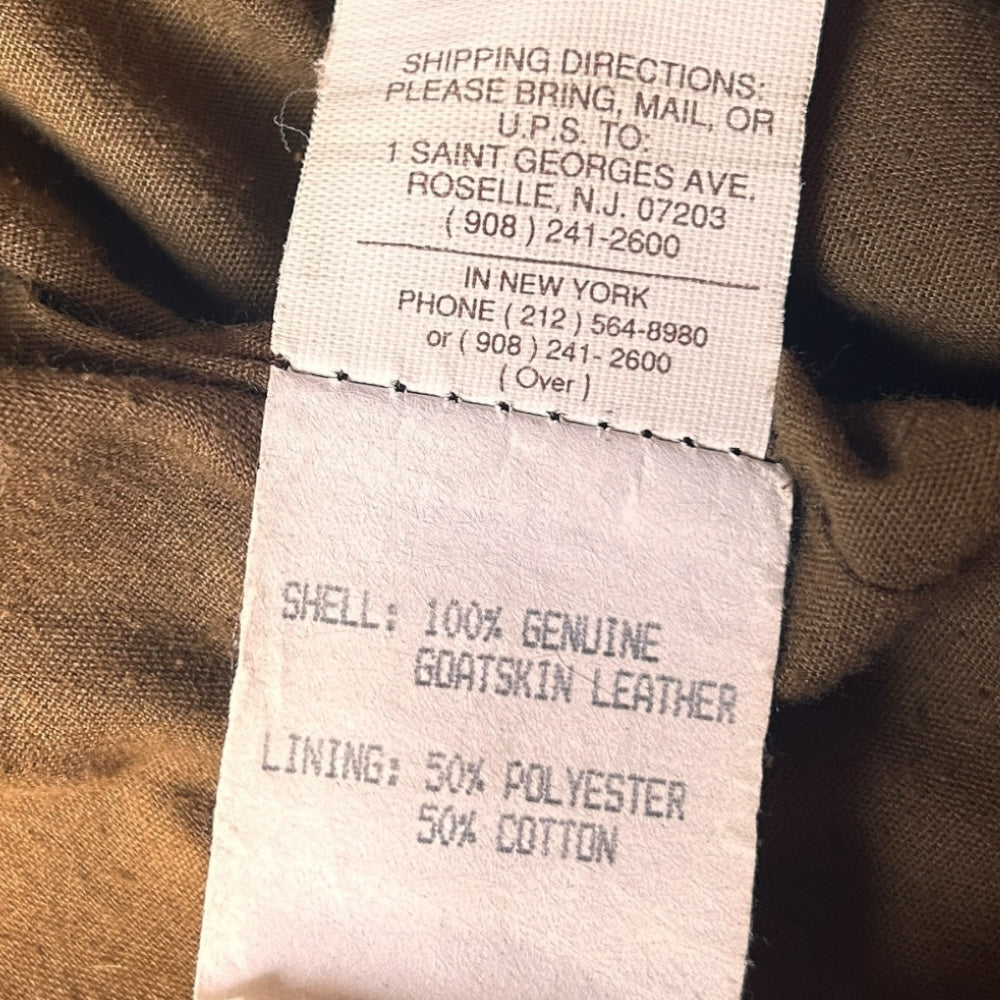 SHIPPING DIRECTIONS:
PLEASE BRING, MAIL, OR
U.P.S. TO:
1 SAINT GEORGES AVE.
ROSELLE, N.J. 07203
( 908 ) 241-2600
IN NEW YORK
PHONE ( 212 ) 564-8980
or ( 908 ) 241- 2600
( Over )
SHELL: 100% GENUINE
GOATSKIN LEATHER
LINING: 50% POLYESTER
50% COTTON